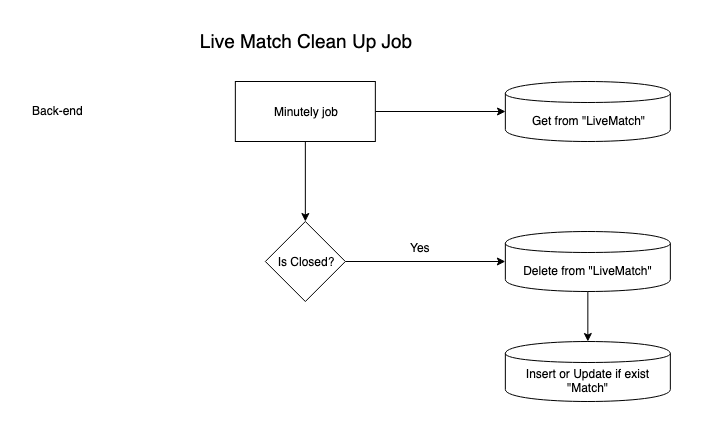 Live Match Clean Up Job
Back-end
Minutely job
Get from "LiveMatch"
Is Closed?
Yes
Delete from "LiveMatch"
Insert or Update if exist
"Match"